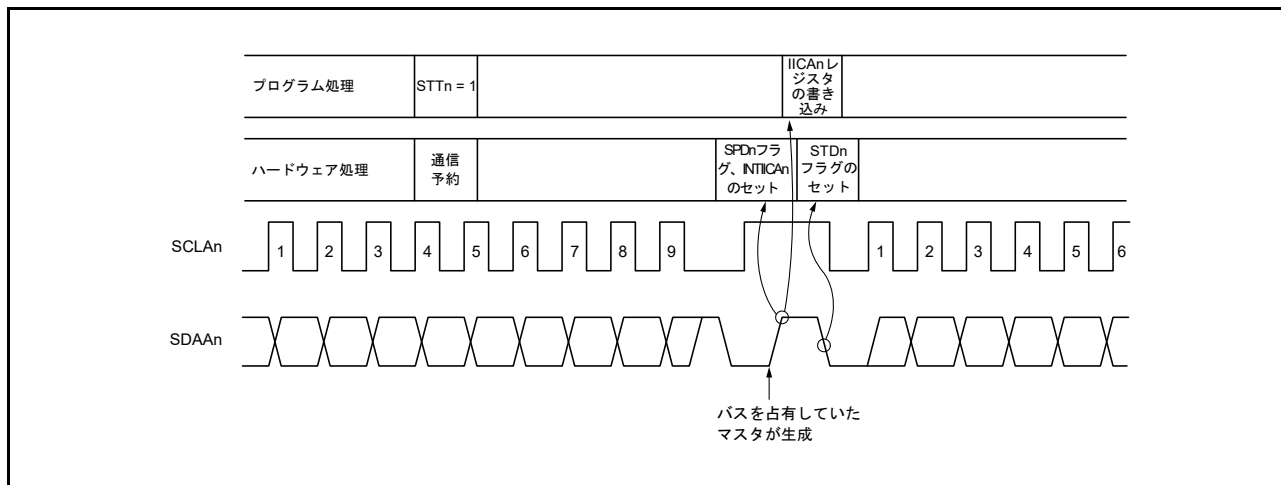 プログラム処理
STTn = 1
IICAnレ
ジスタ
の書き
込み
ハードウェア処理
通信
予約
SPDnフラ
グ、INTIICAn
のセット
STDn
フラグの
セット
SCLAn
1 2 3 4 5 6 7 8 9 1 2 3 4 5 6
SDAAn
バスを占有していた
マスタが生成